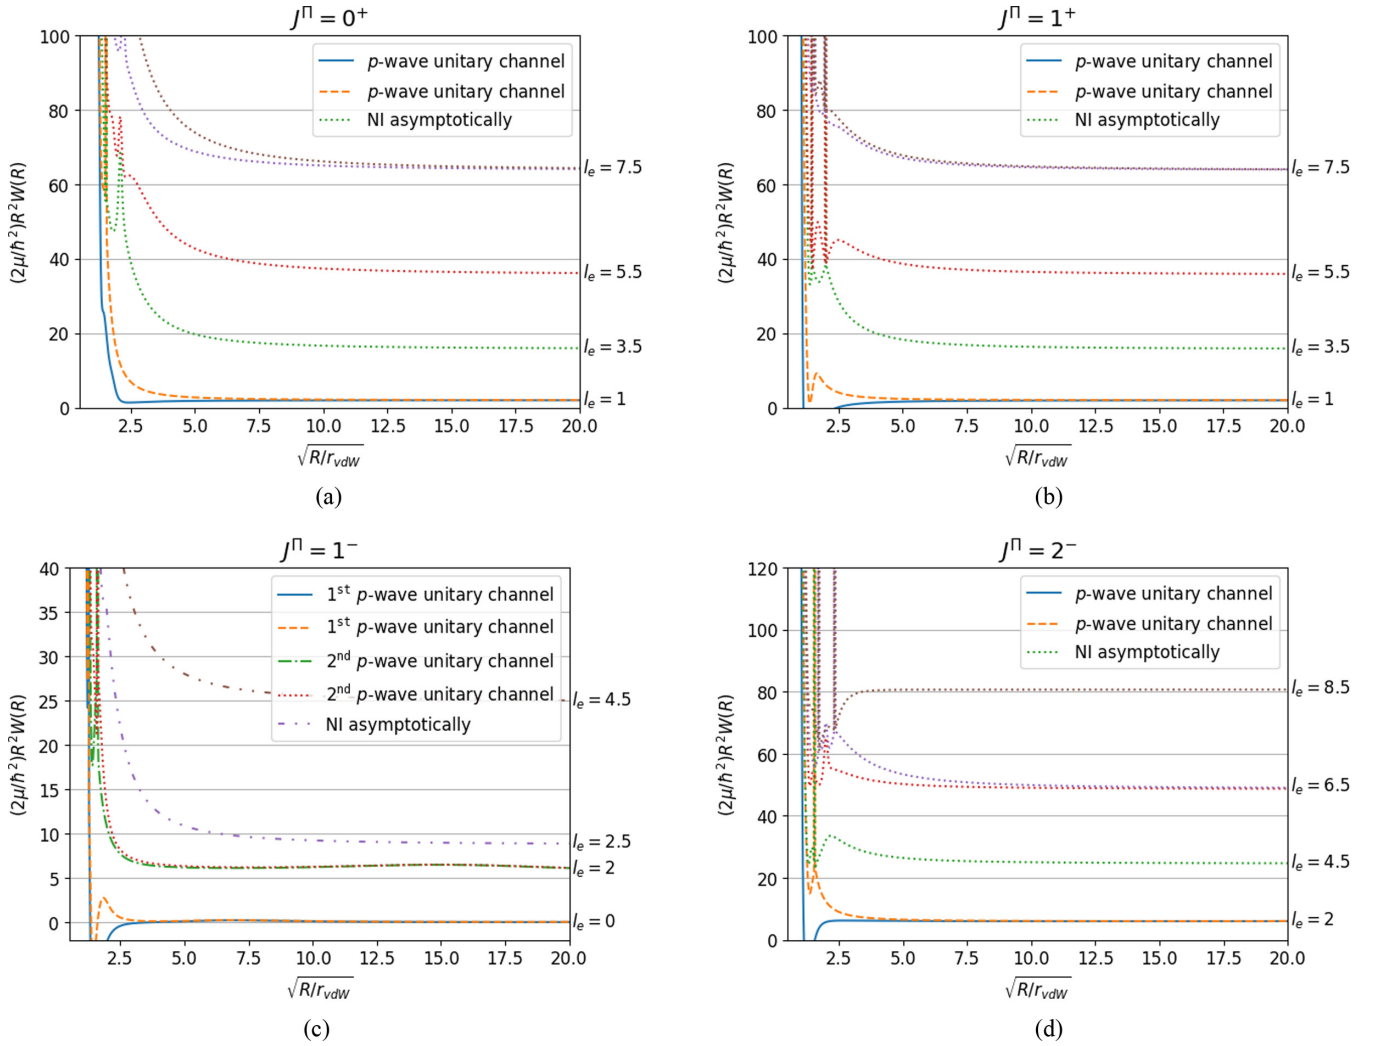 J^Π = 0⁺
(2μ/ħ²)R²W(R)
100
80
60
40
20
0
p-wave unitary channel
p-wave unitary channel
NI asymptotically
l_e = 7.5
l_e = 5.5
l_e = 3.5
l_e = 1
2.5 5.0 7.5 10.0 12.5 15.0 17.5 20.0
√R/r_vdW
(a)
J^Π = 1⁺
(2μ/ħ²)R²W(R)
100
80
60
40
20
0
p-wave unitary channel
p-wave unitary channel
NI asymptotically
l_e = 7.5
l_e = 5.5
l_e = 3.5
l_e = 1
2.5 5.0 7.5 10.0 12.5 15.0 17.5 20.0
√R/r_vdW
(b)
J^Π = 1⁻
(2μ/ħ²)R²W(R)
40
35
30
25
20
15
10
5
0
1st p-wave unitary channel
1st p-wave unitary channel
2nd p-wave unitary channel
2nd p-wave unitary channel
NI asymptotically
l_e = 4.5
l_e = 2.5
l_e = 2
l_e = 0
2.5 5.0 7.5 10.0 12.5 15.0 17.5 20.0
√R/r_vdW
(c)
J^Π = 2⁻
(2μ/ħ²)R²W(R)
120
100
80
60
40
20
0
p-wave unitary channel
p-wave unitary channel
NI asymptotically
l_e = 8.5
l_e = 6.5
l_e = 4.5
l_e = 2
2.5 5.0 7.5 10.0 12.5 15.0 17.5 20.0
√R/r_vdW
(d)